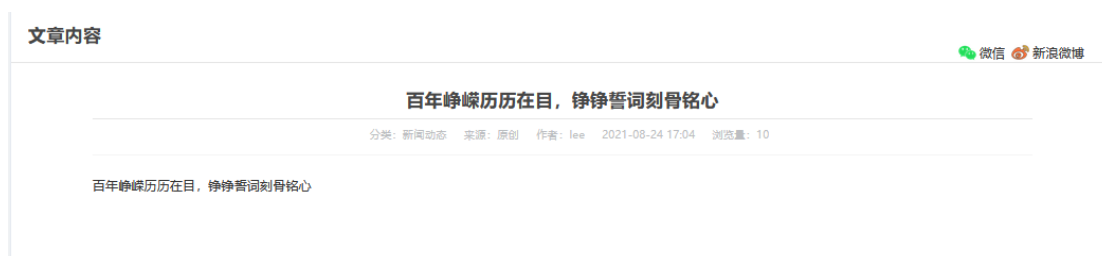 文章内容
微信 新浪微博
百年峥嵘历历在目，铮铮誓词刻骨铭心
分类：新闻动态 来源：原创 作者：lee 2021-08-24 17:04 浏览量：10
百年峥嵘历历在目，铮铮誓词刻骨铭心